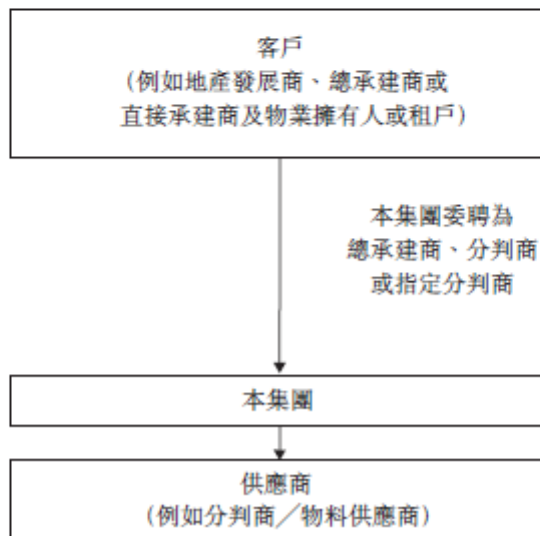 客戶
（例如地產發展商、總承建商或
直接承建商及物業擁有人或租戶）
本集團委聘為
總承建商、分判商
或指定分判商
本集團
供應商
（例如分判商／物料供應商）